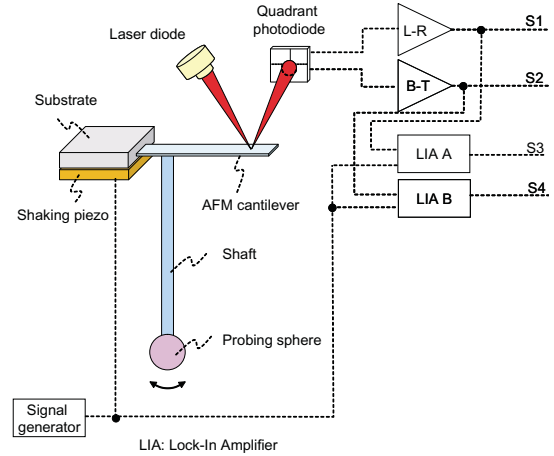 Quadrant
photodiode
Laser diode
L-R
S1
B-T
S2
Substrate
LIA A
S3
LIA B
S4
Shaking piezo
AFM cantilever
Shaft
Probing sphere
Signal
generator
LIA: Lock-In Amplifier